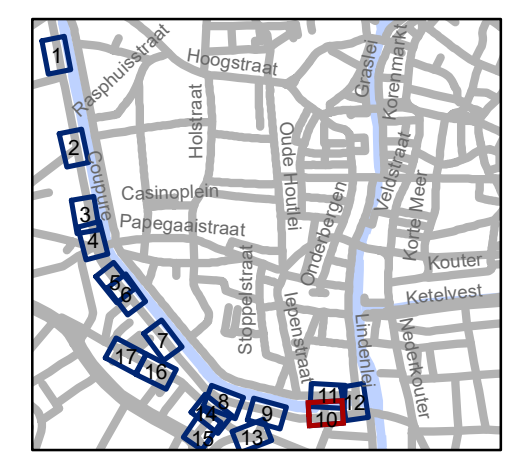 1
Rasphuisstraat
Hoogstraat
Graslei
Korenmarkt
2
Coupure
Holstraat
Oude Houtlei
Veldstraat
Casinoplein
3
Papegaaistraat
4
Onderbergen
Korte Meer
Kouter
5
6
Stoppelstraat
Iepenstraat
Ketelvest
7
17
16
Lindenlei
Nederkouter
8
14
9
11
12
10
15
13